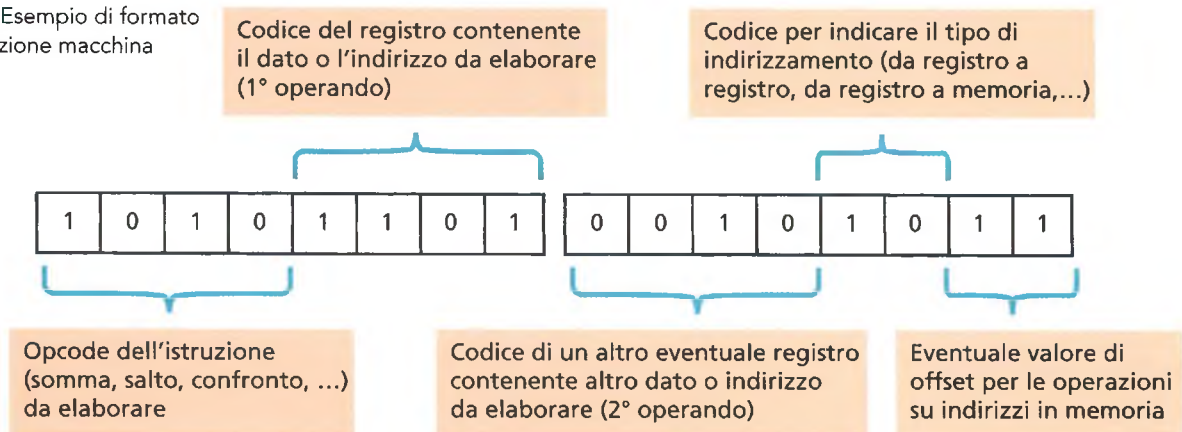 Esempio di formato
zione macchina
Codice del registro contenente
il dato o l'indirizzo da elaborare
(1° operando)
Codice per indicare il tipo di
indirizzamento (da registro a
registro, da registro a memoria,...)
1 0 1 0 1 1 0 1 0 0 1 0 1 0 1 1
Opcode dell'istruzione
(somma, salto, confronto, ...)
da elaborare
Codice di un altro eventuale registro
contenente altro dato o indirizzo
da elaborare (2° operando)
Eventuale valore di
offset per le operazioni
su indirizzi in memoria